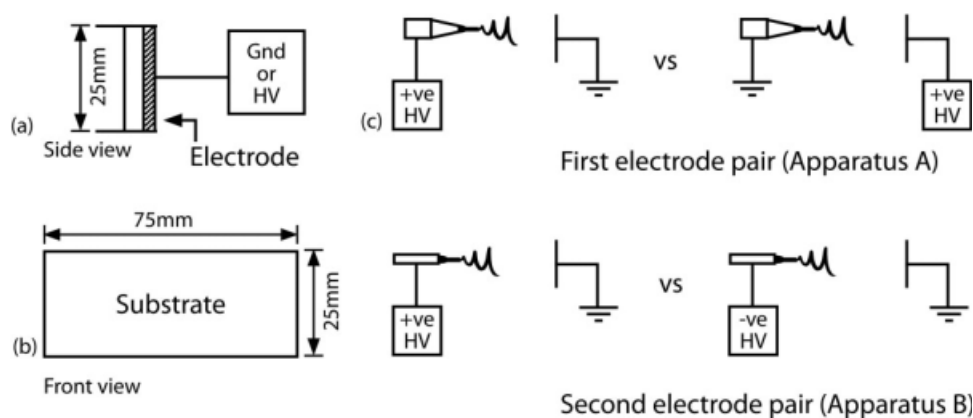 25mm
Gnd
or
HV
(a)
Side view
Electrode
75mm
Substrate
25mm
(b)
Front view
(c)
+ve
HV
vs
+ve
HV
First electrode pair (Apparatus A)
+ve
HV
vs
-ve
HV
Second electrode pair (Apparatus B)